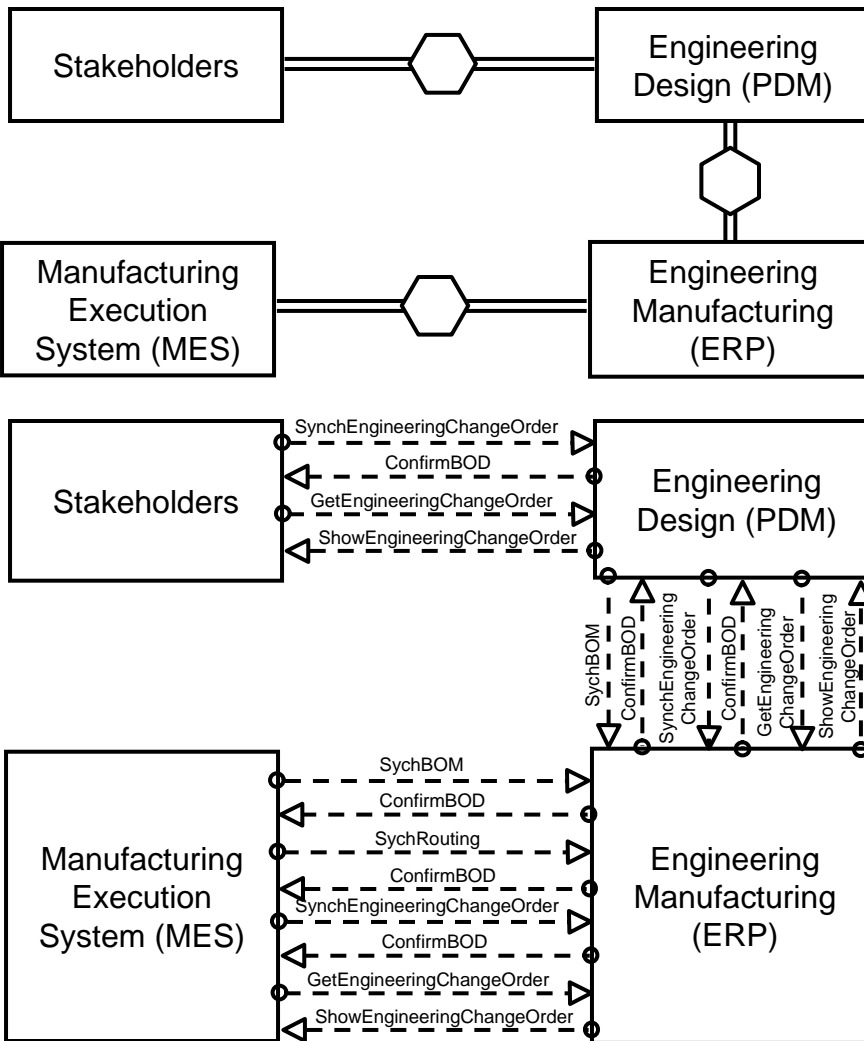 Stakeholders
Engineering
Design (PDM)
Manufacturing
Execution
System (MES)
Engineering
Manufacturing
(ERP)
Stakeholders
SynchEngineeringChangeOrder
ConfirmBOD
GetEngineeringChangeOrder
ShowEngineeringChangeOrder
Engineering
Design (PDM)
SychBOM
ConfirmBOD
SynchEngineering
ChangeOrder
ConfirmBOD
GetEngineering
ChangeOrder
ShowEngineering
ChangeOrder
Manufacturing
Execution
System (MES)
SychBOM
ConfirmBOD
SychRouting
ConfirmBOD
SynchEngineeringChangeOrder
ConfirmBOD
GetEngineeringChangeOrder
ShowEngineeringChangeOrder
Engineering
Manufacturing
(ERP)